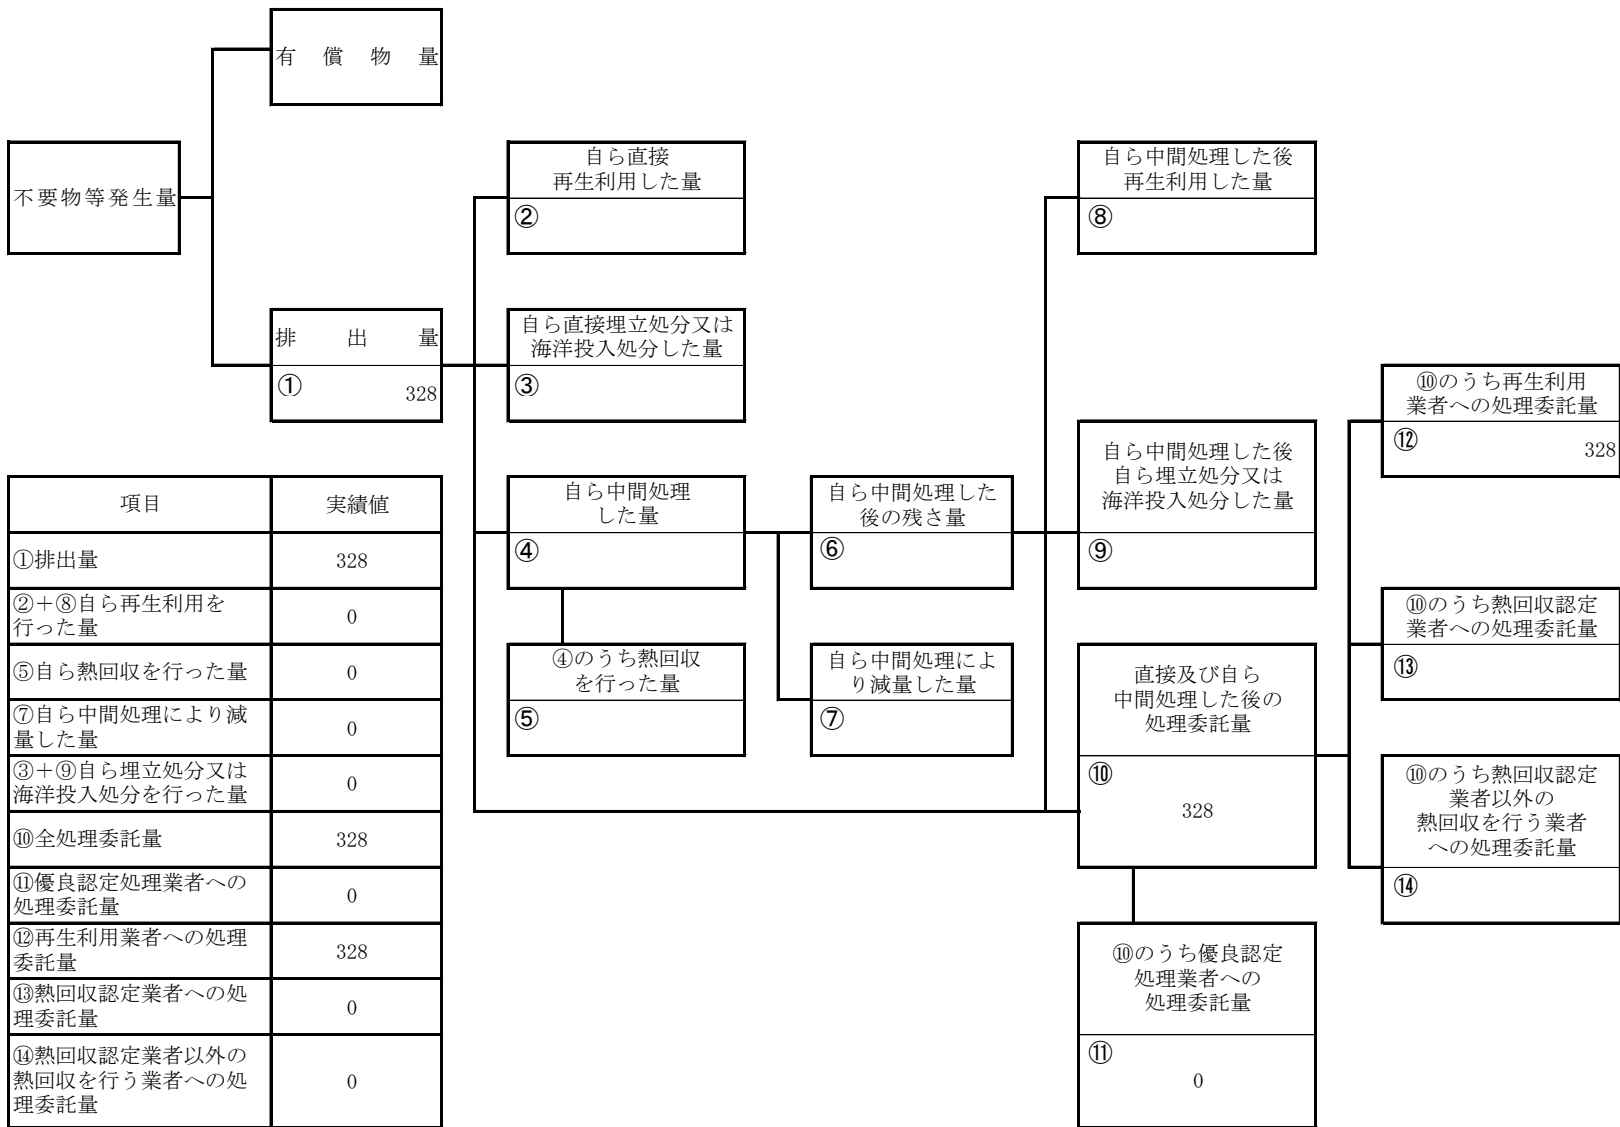 有償物量
不要物等発生量
排出量
①
328
自ら直接
再生利用した量
②
自ら直接埋立処分又は
海洋投入処分した量
③
自ら中間処理
した量
④
④のうち熱回収
を行った量
⑤
自ら中間処理した
後の残さ量
⑥
自ら中間処理によ
り減量した量
⑦
自ら中間処理した後
再生利用した量
⑧
自ら中間処理した後
自ら埋立処分又は
海洋投入処分した量
⑨
直接及び自ら
中間処理した後の
処理委託量
⑩
328
⑩のうち優良認定
処理業者への
処理委託量
⑪
0
⑩のうち再生利用
業者への処理委託量
⑫
328
⑩のうち熱回収認定
業者への処理委託量
⑬
⑩のうち熱回収認定
業者以外の
熱回収を行う業者
への処理委託量
⑭
項目 実績値
①排出量 328
②+⑧自ら再生利用を
行った量
0
⑤自ら熱回収を行った量 0
⑦自ら中間処理により減
量した量
0
③+⑨自ら埋立処分又は
海洋投入処分を行った量
0
⑩全処理委託量 328
⑪優良認定処理業者への
処理委託量
0
⑫再生利用業者への処理
委託量
328
⑬熱回収認定業者への処
理委託量
0
⑭熱回収認定業者以外の
熱回収を行う業者への処
理委託量
0